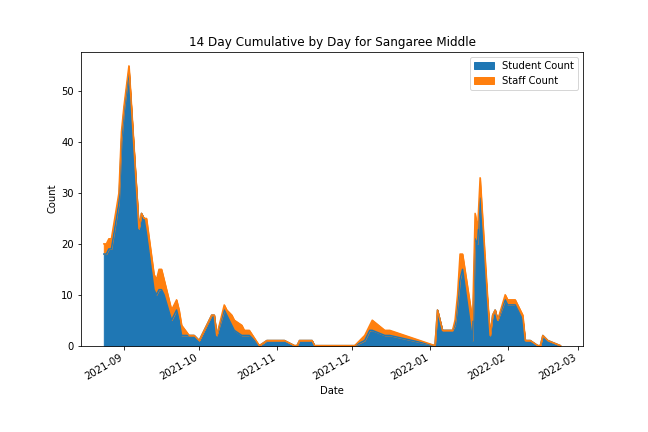 14 Day Cumulative by Day for Sangaree Middle
Student Count
Staff Count
Count
50
40
30
20
10
0
2021-09
2021-10
2021-11
2021-12
2022-01
2022-02
2022-03
Date